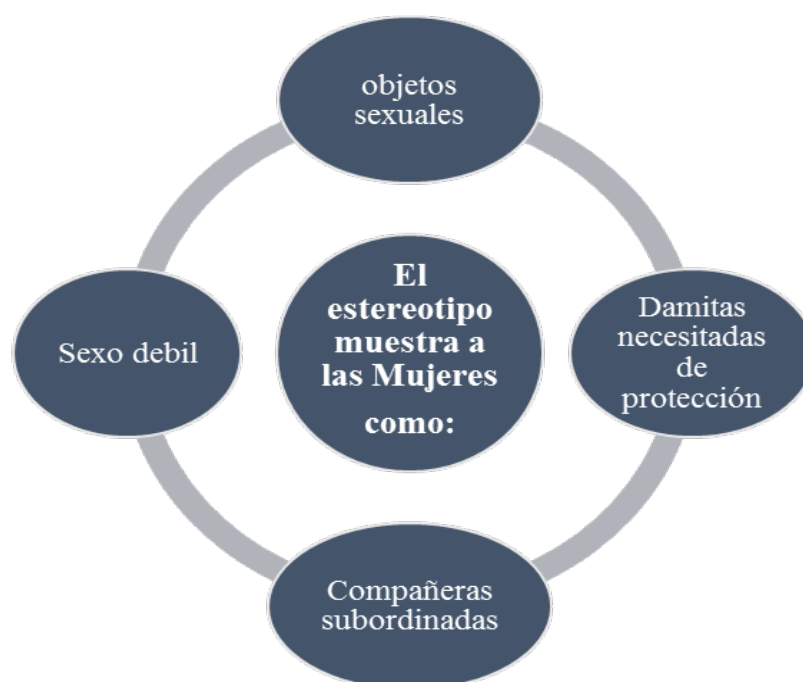 objetos
sexuales
El
estereotipo
muestra a
las Mujeres
como:
Damitas
necesitadas
de
protección
Sexo debil
Compañeras
subordinadas